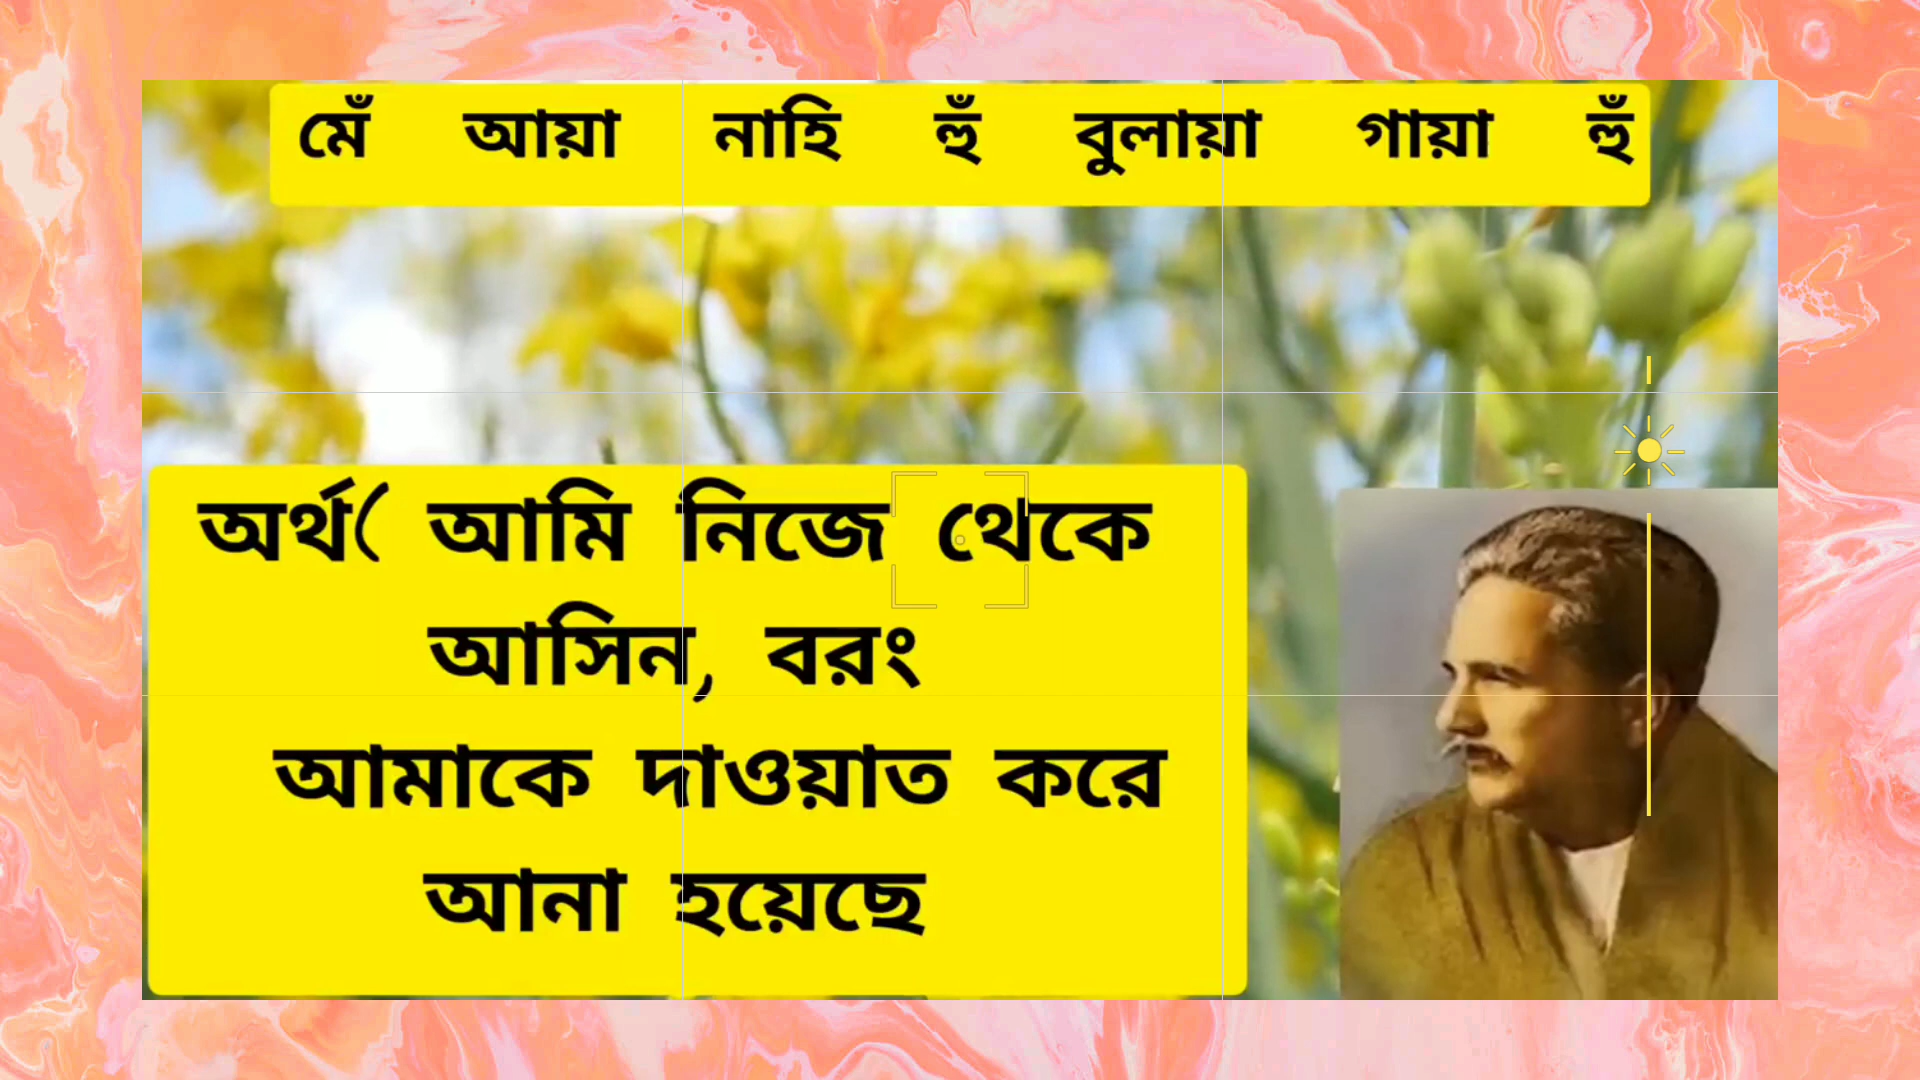 মেঁ আয়া নাহি হুঁ বুলায়া গায়া হুঁ
অর্থ( আমি নিজে থেকে
আসিন, বরং
আমাকে দাওয়াত করে
আনা হয়েছে